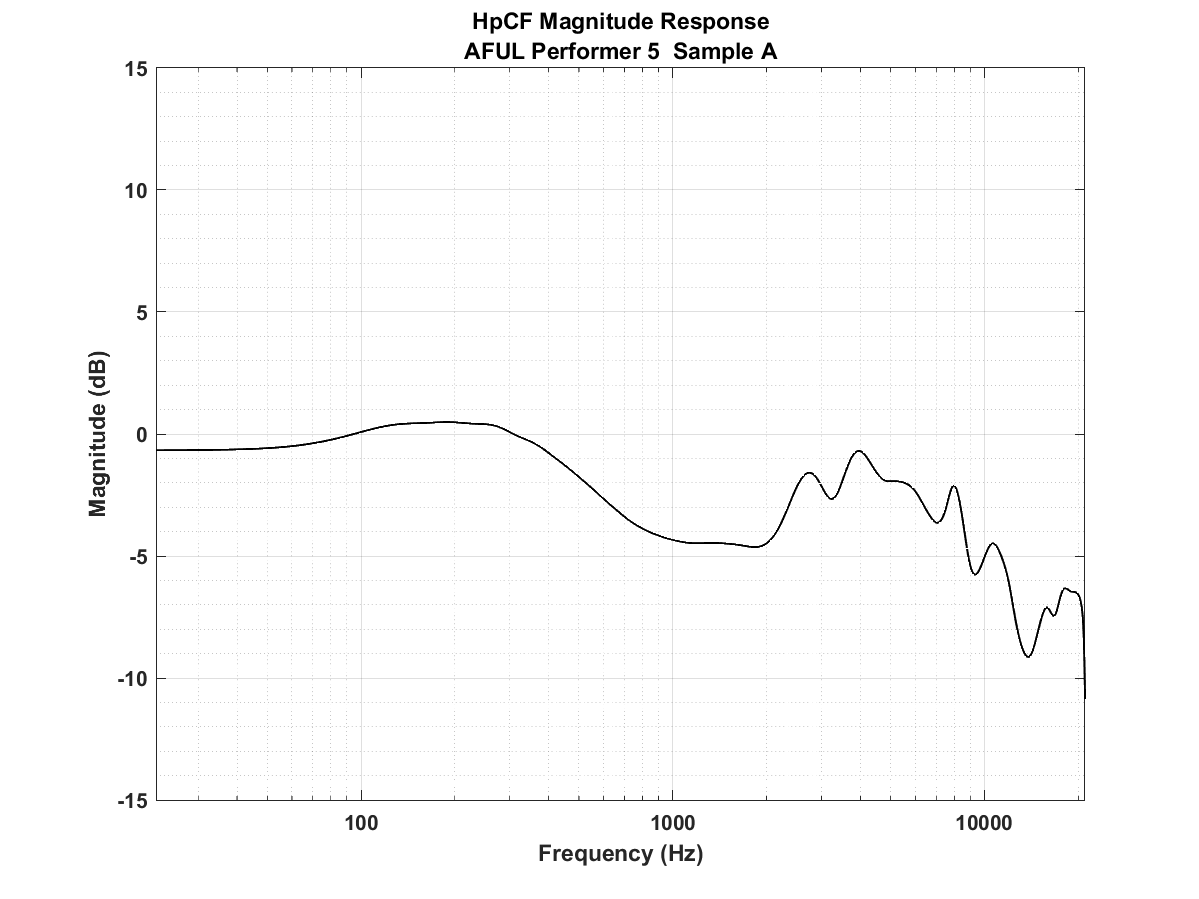 HpCF Magnitude Response
AFUL Performer 5  Sample A
15
10
5
0
-5
-10
-15
Magnitude (dB)
100
1000
10000
Frequency (Hz)